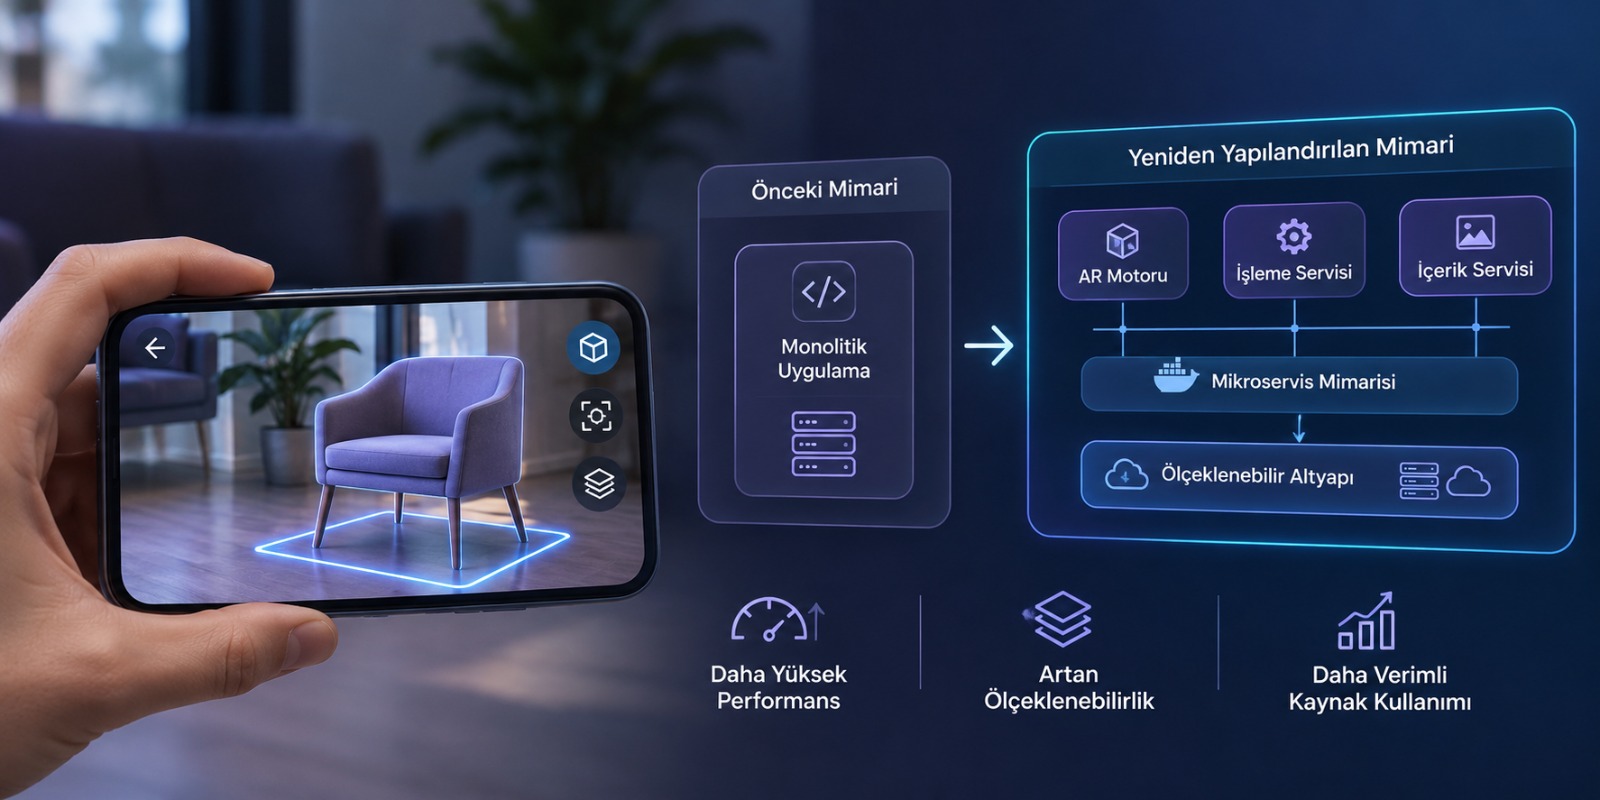 Önceki Mimari
Monolitik
Uygulama
Yeniden Yapılandırılan Mimari
AR Motoru
İşleme Servisi
İçerik Servisi
Mikroservis Mimarisi
Ölçeklenebilir Altyapı
Daha Yüksek
Performans
Artan
Ölçeklenebilirlik
Daha Verimli
Kaynak Kullanımı